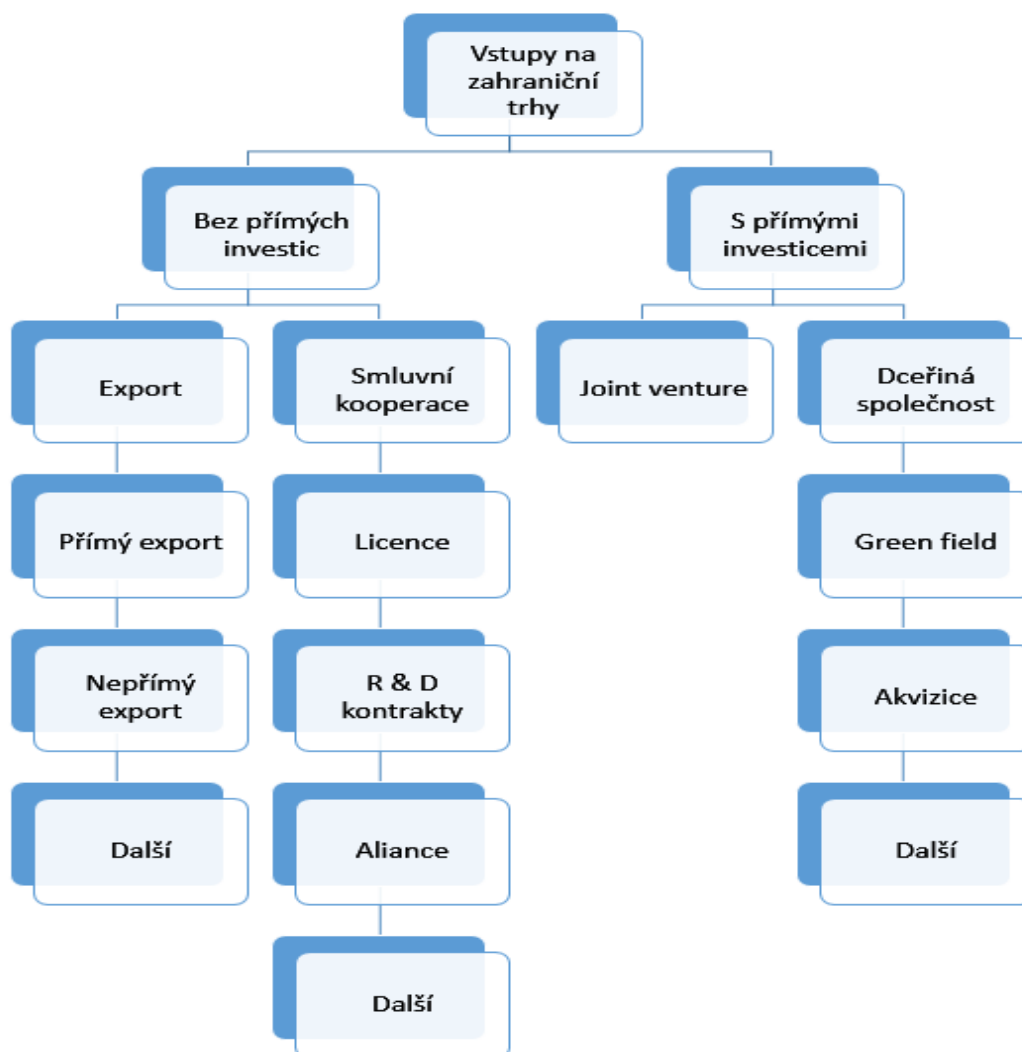 Vstupy na
zahraniční
trhy
Bez přímých
investic
S přímými
investicemi
Export
Smluvní
kooperace
Joint venture
Dceřiná
společnost
Přímý export
Licence
Green field
Nepřímý
export
R & D
kontrakty
Akvizice
Další
Aliance
Další
Další